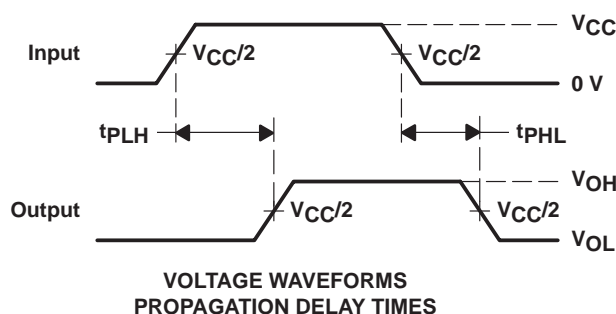 VCC
Input
VCC/2
VCC/2
0 V
tPLH
tPHL
VOH
Output
VCC/2
VCC/2
VOL
VOLTAGE WAVEFORMS
PROPAGATION DELAY TIMES